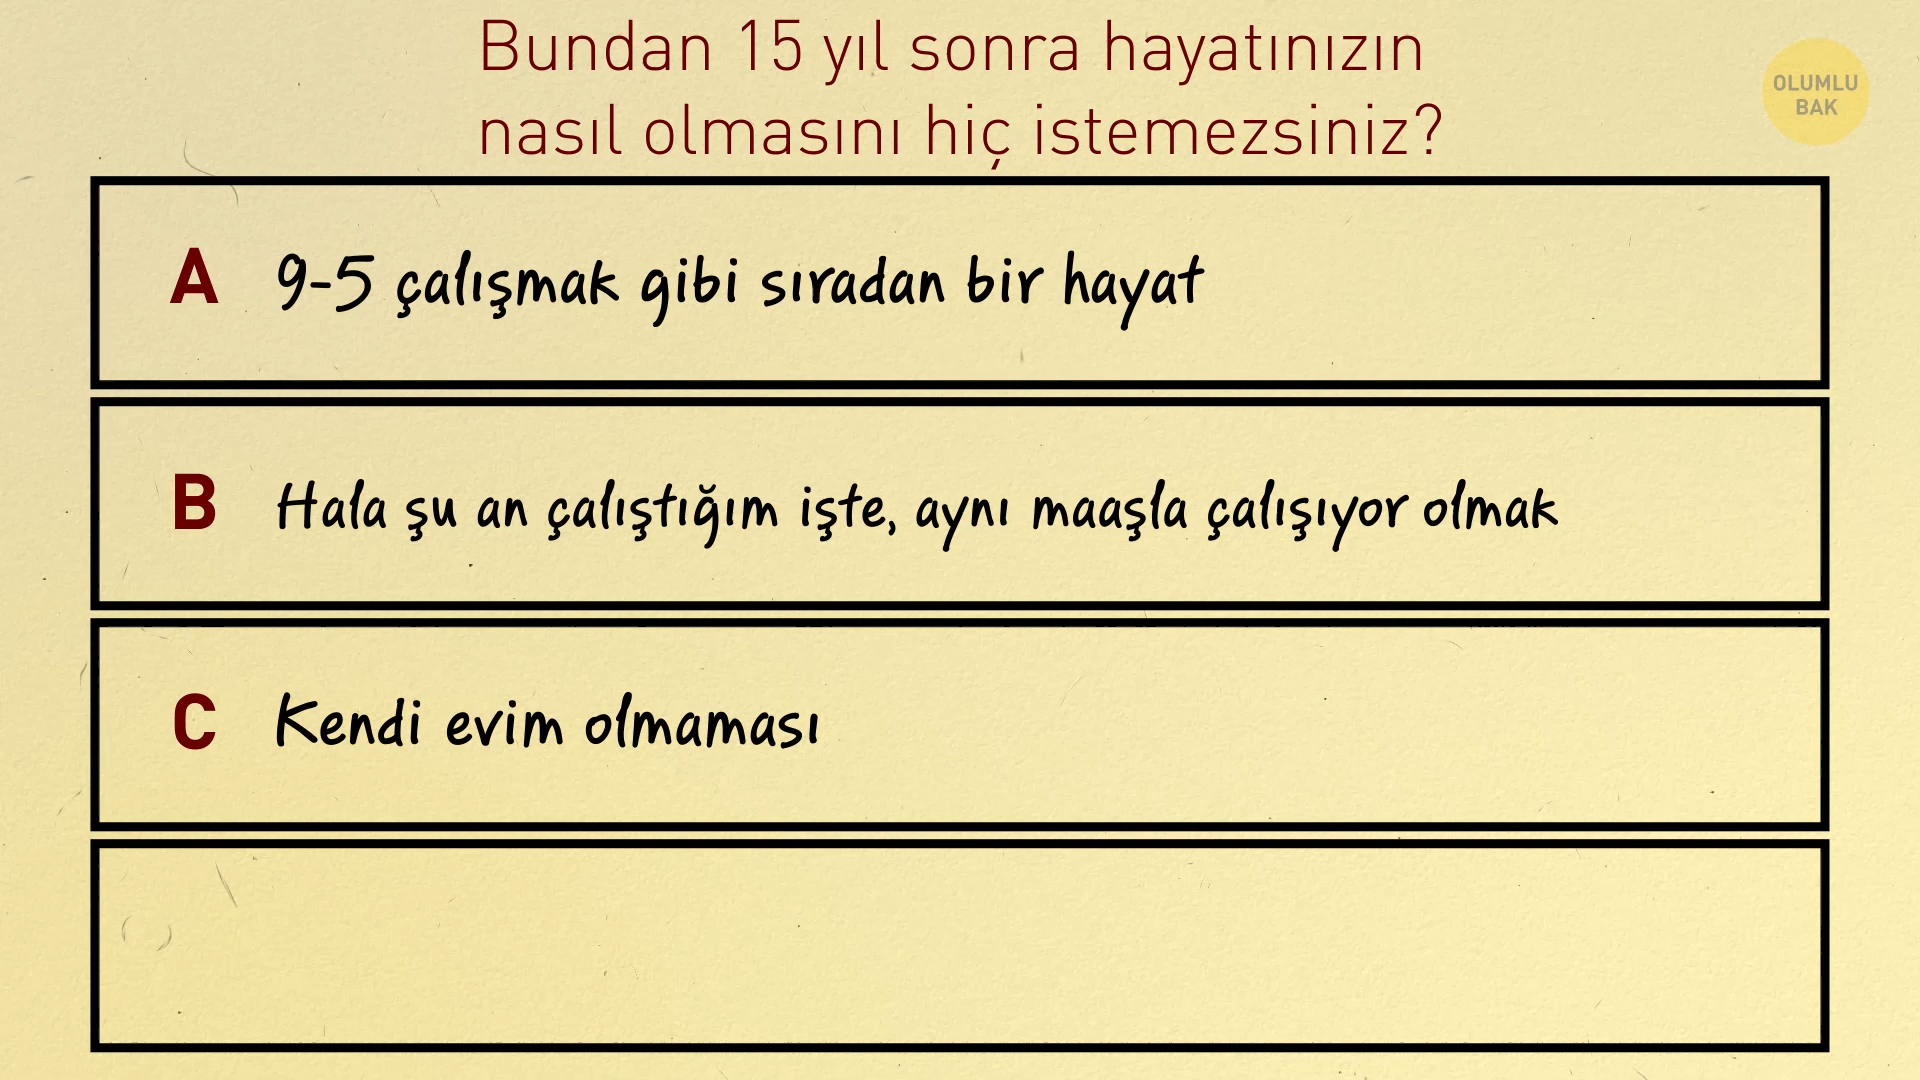 Bundan 15 yıl sonra hayatınızın
nasıl olmasını hiç istemezsiniz?
OLUMLU
BAK
A 9-5 çalışmak gibi sıradan bir hayat
B Hala şu an çalıştığım işte, aynı maaşla çalışıyor olmak
C Kendi evim olmaması